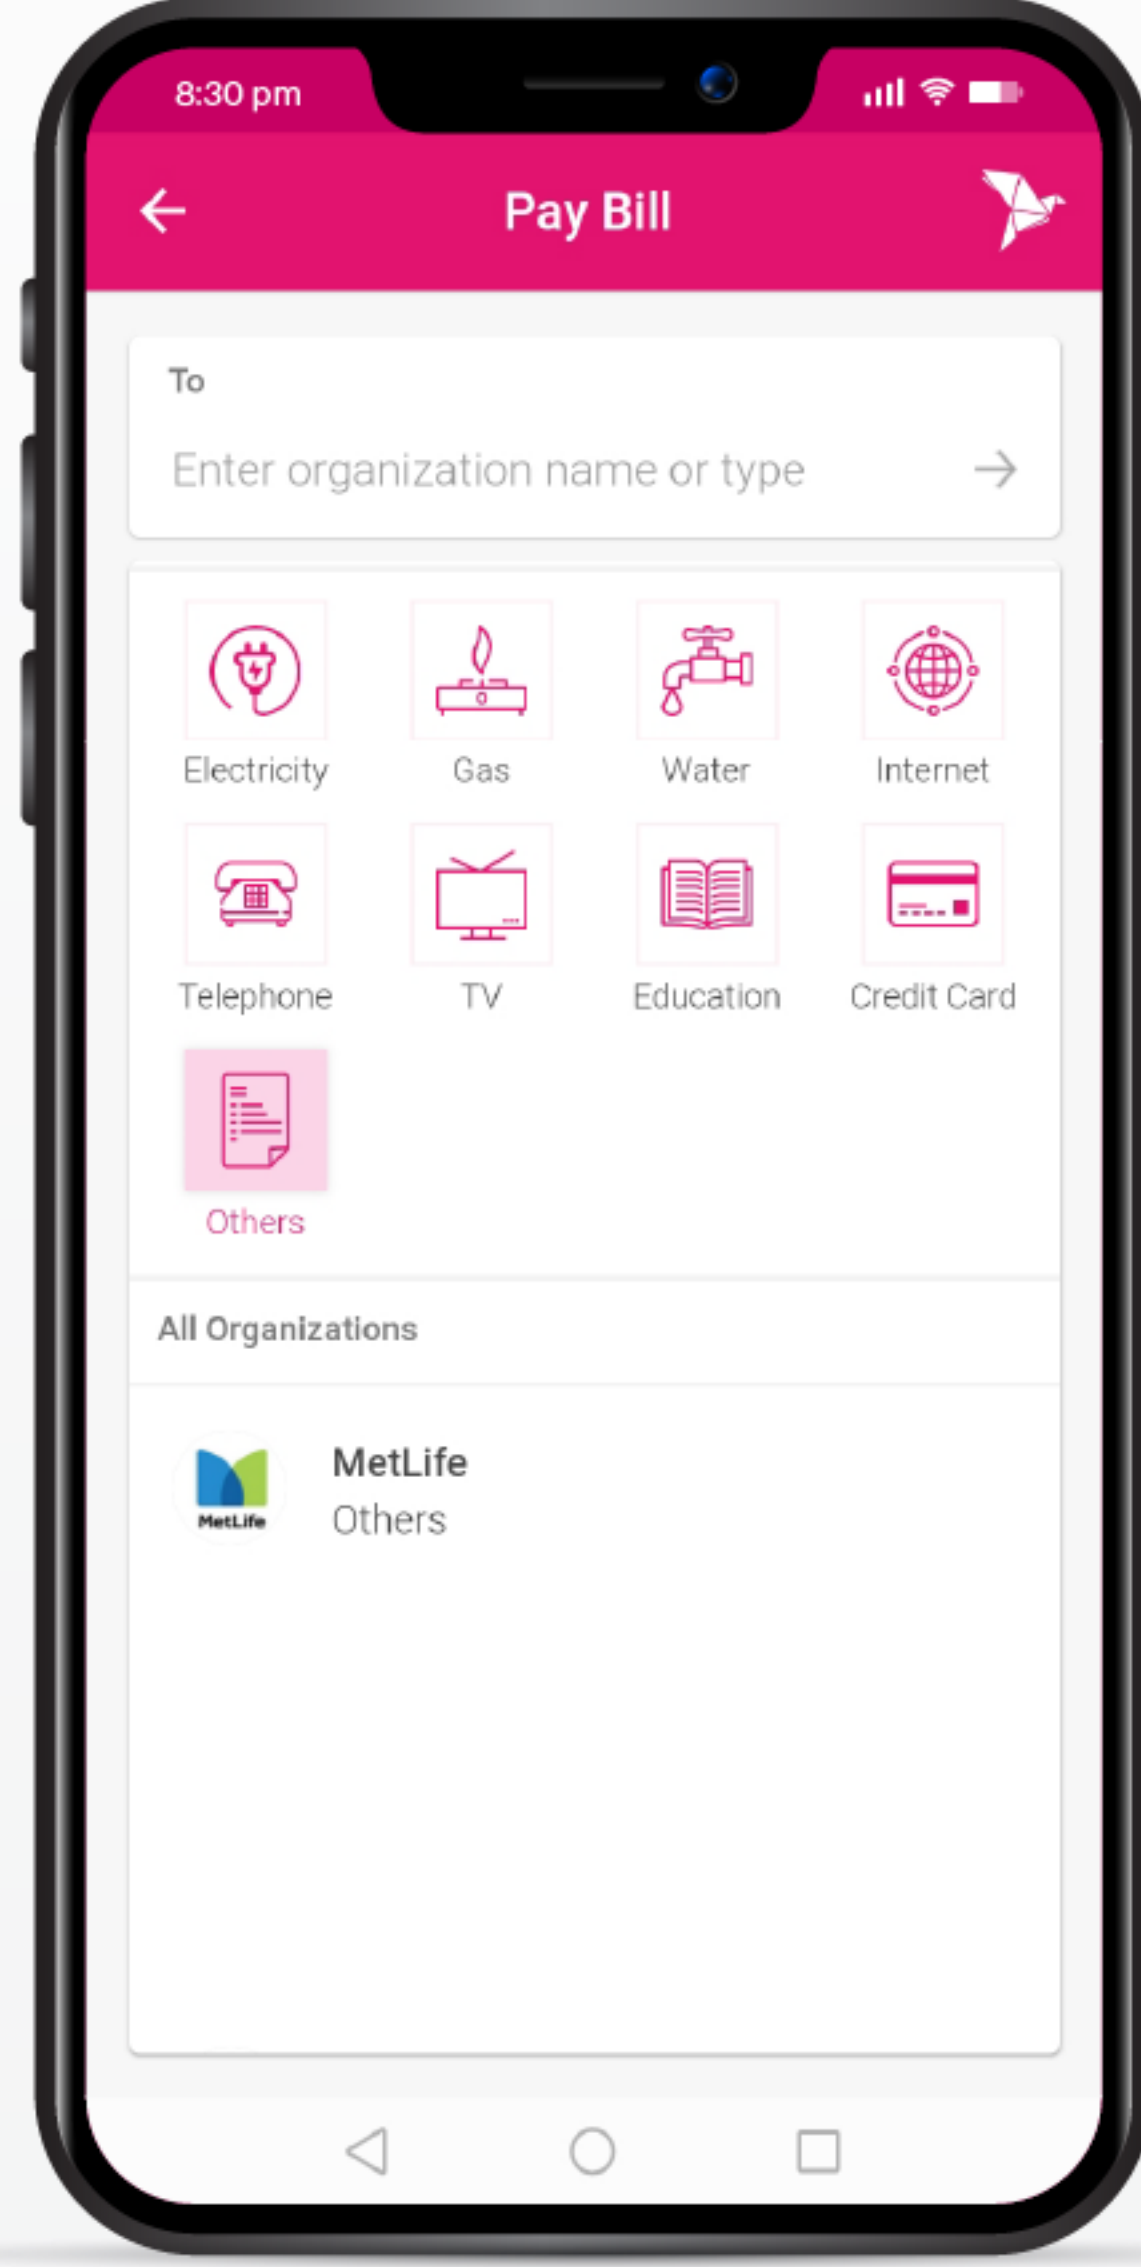 8:30 pm
Pay Bill
To
Enter organization name or type
Electricity Gas Water Internet
Telephone TV Education Credit Card
Others
All Organizations
MetLife
MetLife
Others